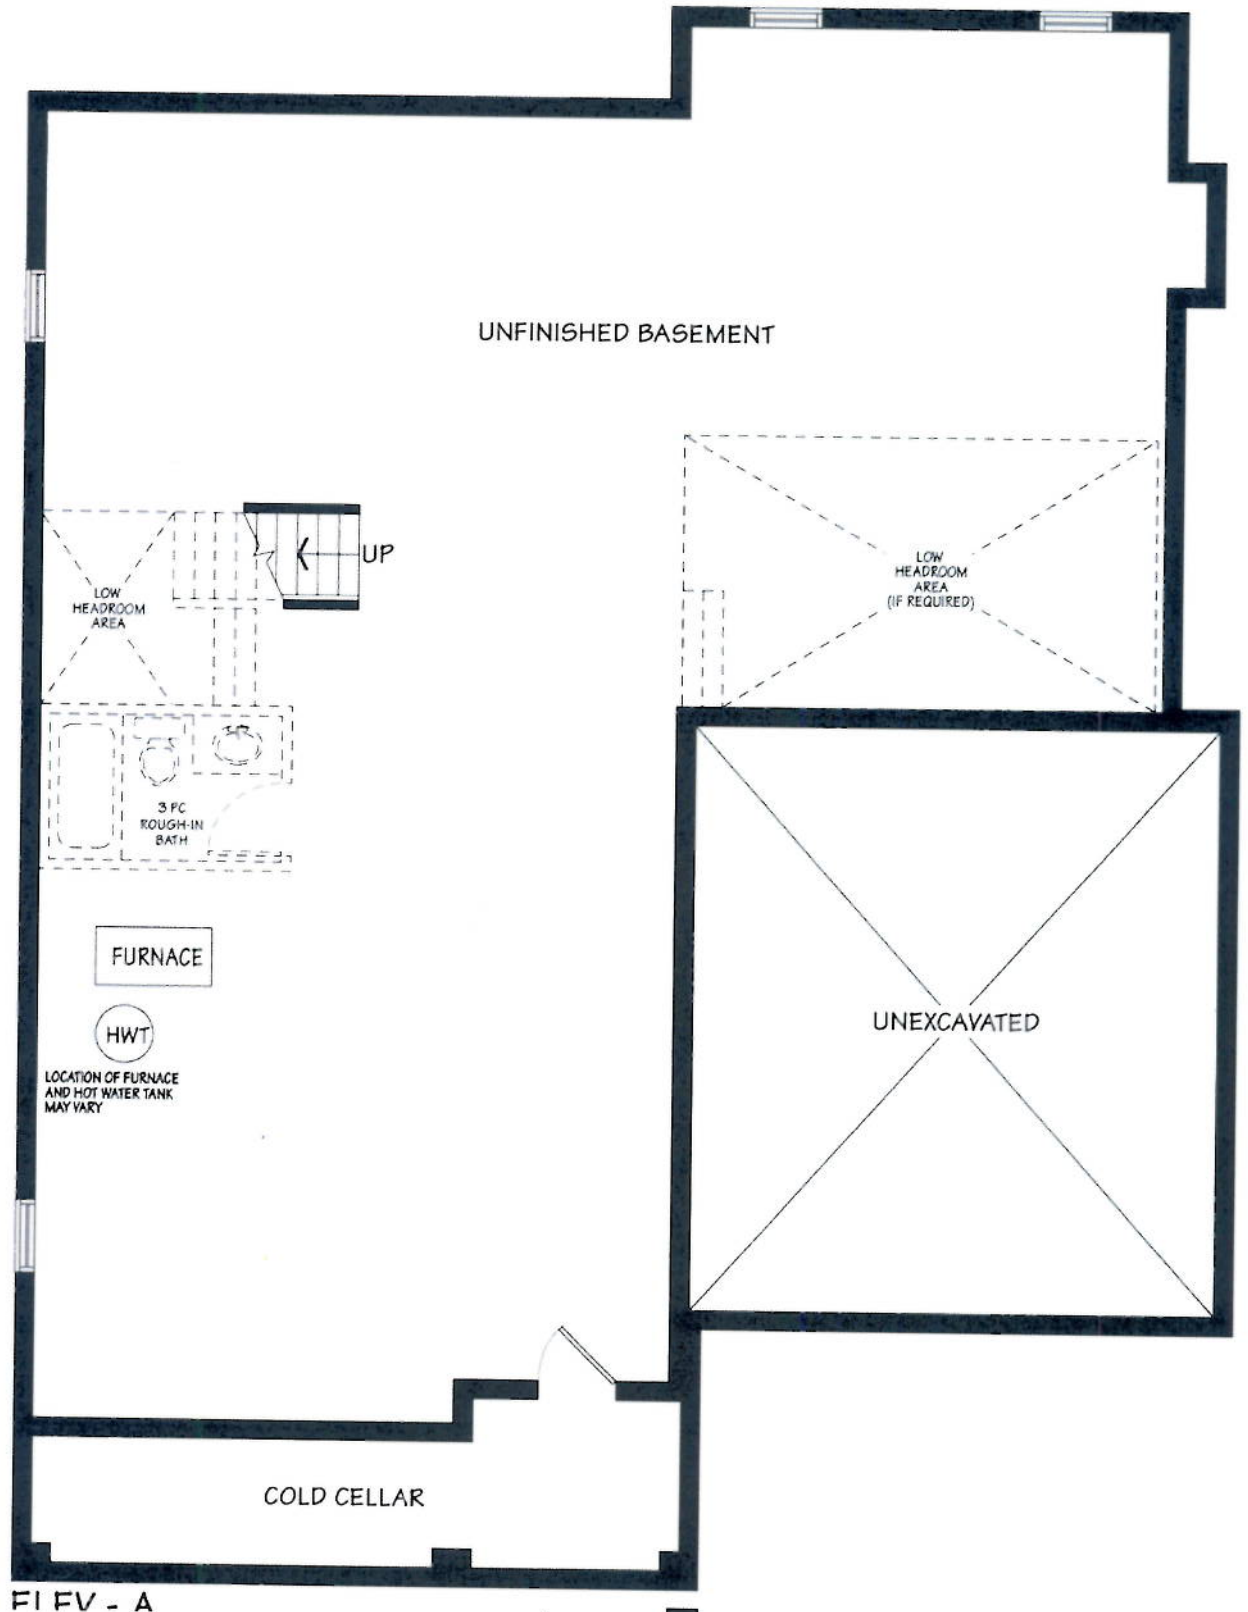 UNFINISHED BASEMENT
UP
LOW
HEADROOM
AREA
LOW
HEADROOM
AREA
(IF REQUIRED)
3 PC
ROUGH-IN
BATH
FURNACE
HWT
LOCATION OF FURNACE
AND HOT WATER TANK
MAY VARY
UNEXCAVATED
COLD CELLAR
ELEV - A